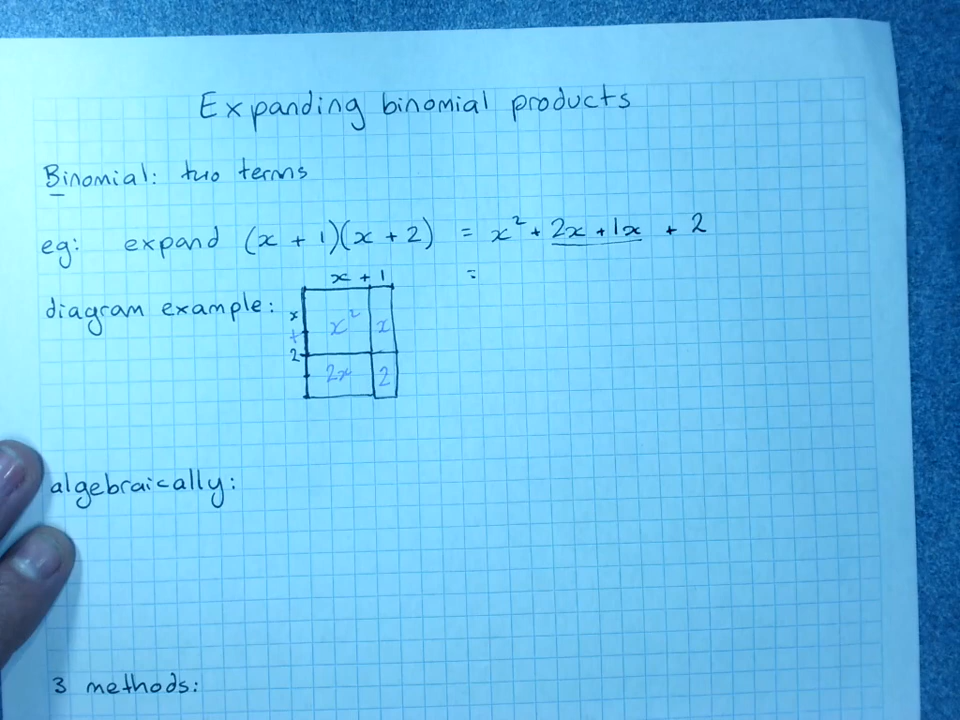 Expanding binomial products
Binomial: two terms
eg: expand (x + 1)(x + 2) = x² + 2x + 1x + 2
=
x + 1
diagram example:
x
+
2
x² x
2x 2
algebraically:
3 methods: